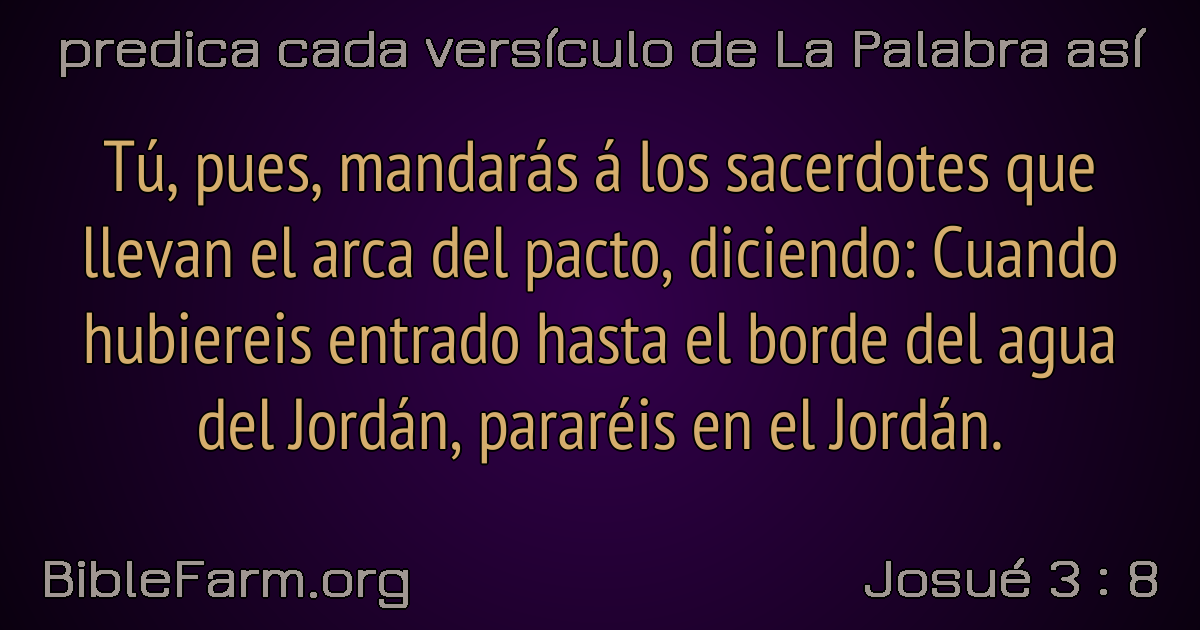 predica cada versículo de La Palabra así
Tú, pues, mandarás á los sacerdotes que
llevan el arca del pacto, diciendo: Cuando
hubiereis entrado hasta el borde del agua
del Jordán, pararéis en el Jordán.
BibleFarm.org
Josué 3 : 8